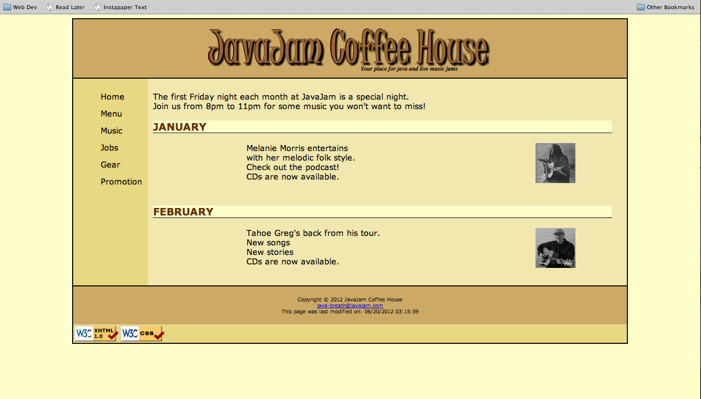 Web Dev Read Later Instapaper Text Other Bookmarks
JavaJam Coffee House
Your place for java and live music jams
Home
Menu
Music
Jobs
Gear
Promotion
The first Friday night each month at JavaJam is a special night.
Join us from 8pm to 11pm for some music you won't want to miss!
JANUARY
Melanie Morris entertains
with her melodic folk style.
Check out the podcast!
CDs are now available.
FEBRUARY
Tahoe Greg's back from his tour.
New songs
New stories
CDs are now available.
Copyright © 2012 JavaJam Coffee House
java-breath@javajam.com
This page was last modified on: 06/20/2012 03:15:59
W3C XHTML 1.0 W3C css